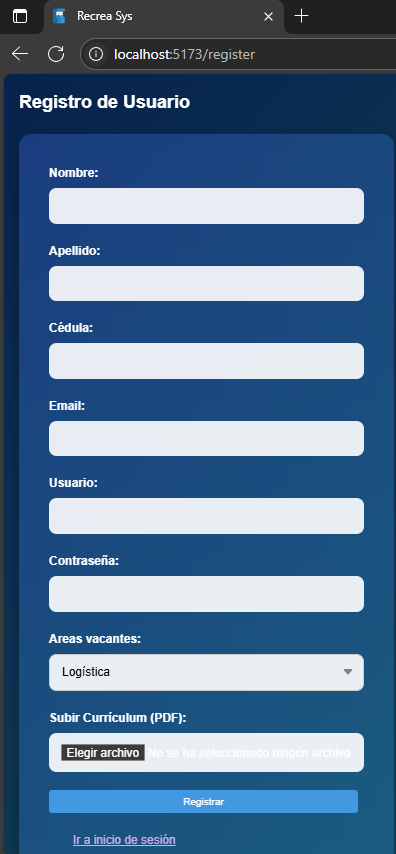 Recrea Sys
localhost:5173/register
Registro de Usuario
Nombre:
Apellido:
Cédula:
Email:
Usuario:
Contraseña:
Areas vacantes:
Logística
Subir Currículum (PDF):
Elegir archivo No se ha seleccionado ningún archivo
Registrar
Ir a inicio de sesión